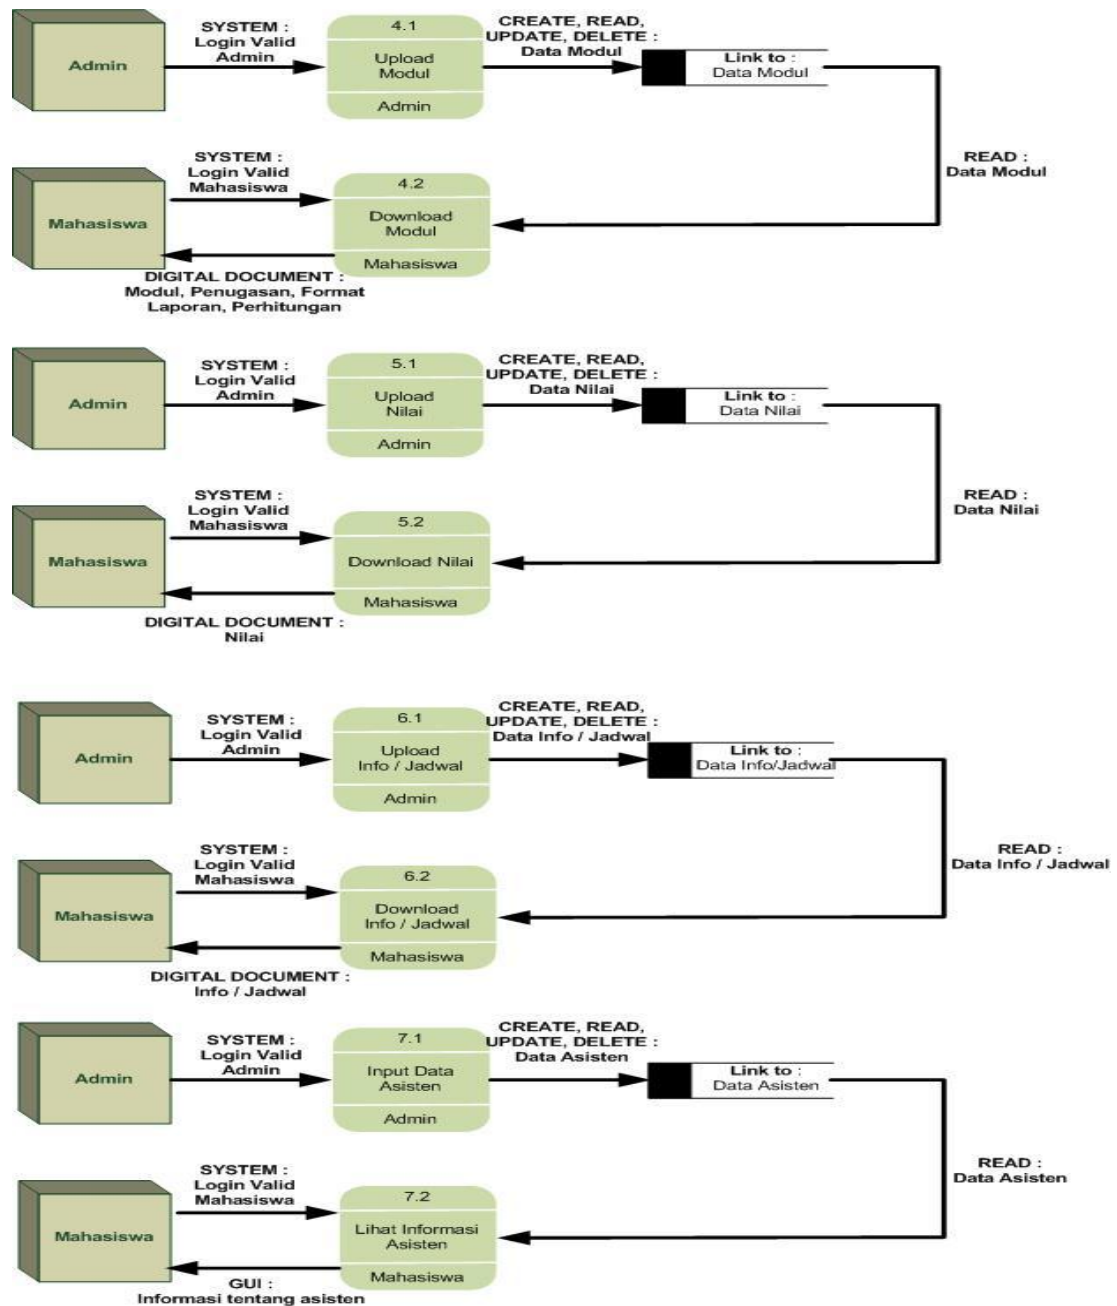 SYSTEM :
Login Valid
Admin
4.1
CREATE, READ,
UPDATE, DELETE :
Data Modul
Admin
Upload
Modul
Admin
Link to :
Data Modul
READ :
Data Modul
SYSTEM :
Login Valid
Mahasiswa
4.2
Mahasiswa
Download
Modul
Mahasiswa
DIGITAL DOCUMENT :
Modul, Penugasan, Format
Laporan, Perhitungan
SYSTEM :
Login Valid
Admin
5.1
CREATE, READ,
UPDATE, DELETE :
Data Nilai
Admin
Upload
Nilai
Admin
Link to :
Data Nilai
READ :
Data Nilai
SYSTEM :
Login Valid
Mahasiswa
5.2
Mahasiswa
Download Nilai
Mahasiswa
DIGITAL DOCUMENT :
Nilai
SYSTEM :
Login Valid
Admin
6.1
CREATE, READ,
UPDATE, DELETE :
Data Info / Jadwal
Admin
Upload
Info / Jadwal
Admin
Link to :
Data Info/Jadwal
READ :
Data Info / Jadwal
SYSTEM :
Login Valid
Mahasiswa
6.2
Mahasiswa
Download
Info / Jadwal
Mahasiswa
DIGITAL DOCUMENT :
Info / Jadwal
SYSTEM :
Login Valid
Admin
7.1
CREATE, READ,
UPDATE, DELETE :
Data Asisten
Admin
Input Data
Asisten
Admin
Link to :
Data Asisten
READ :
Data Asisten
SYSTEM :
Login Valid
Mahasiswa
7.2
Mahasiswa
Lihat Informasi
Asisten
Mahasiswa
GUI :
Informasi tentang asisten